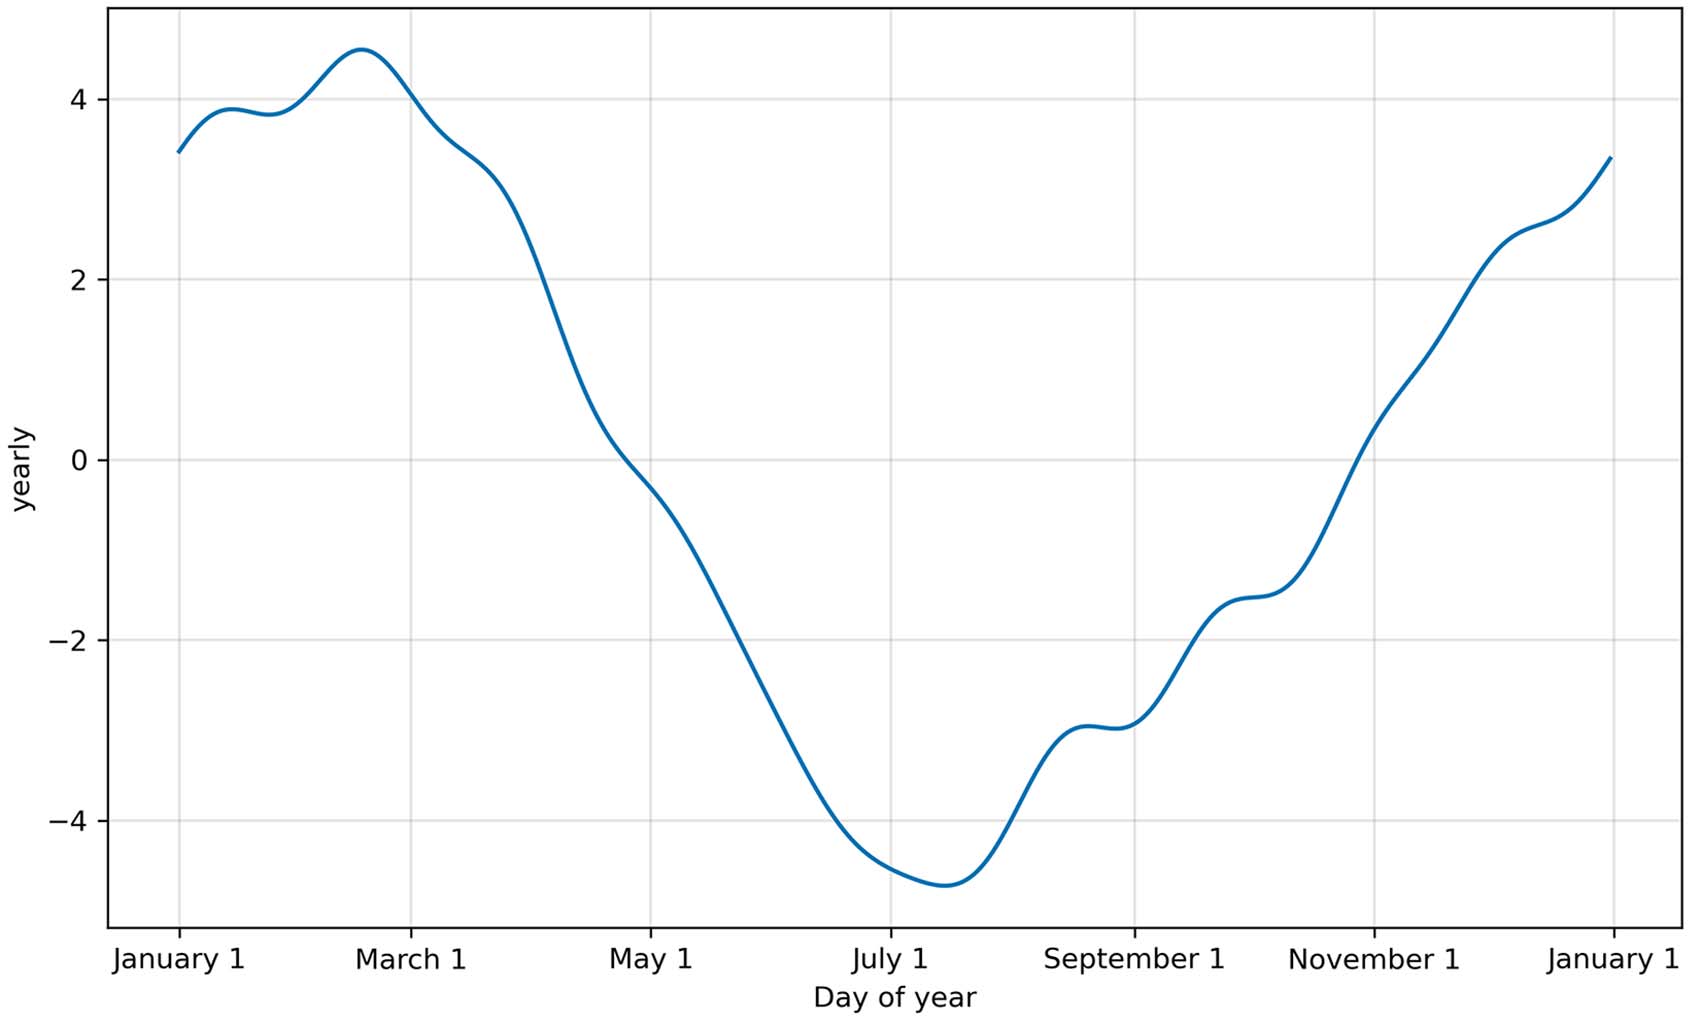 4
2
0
−2
−4
yearly
January 1
March 1
May 1
July 1
September 1
November 1
January 1
Day of year